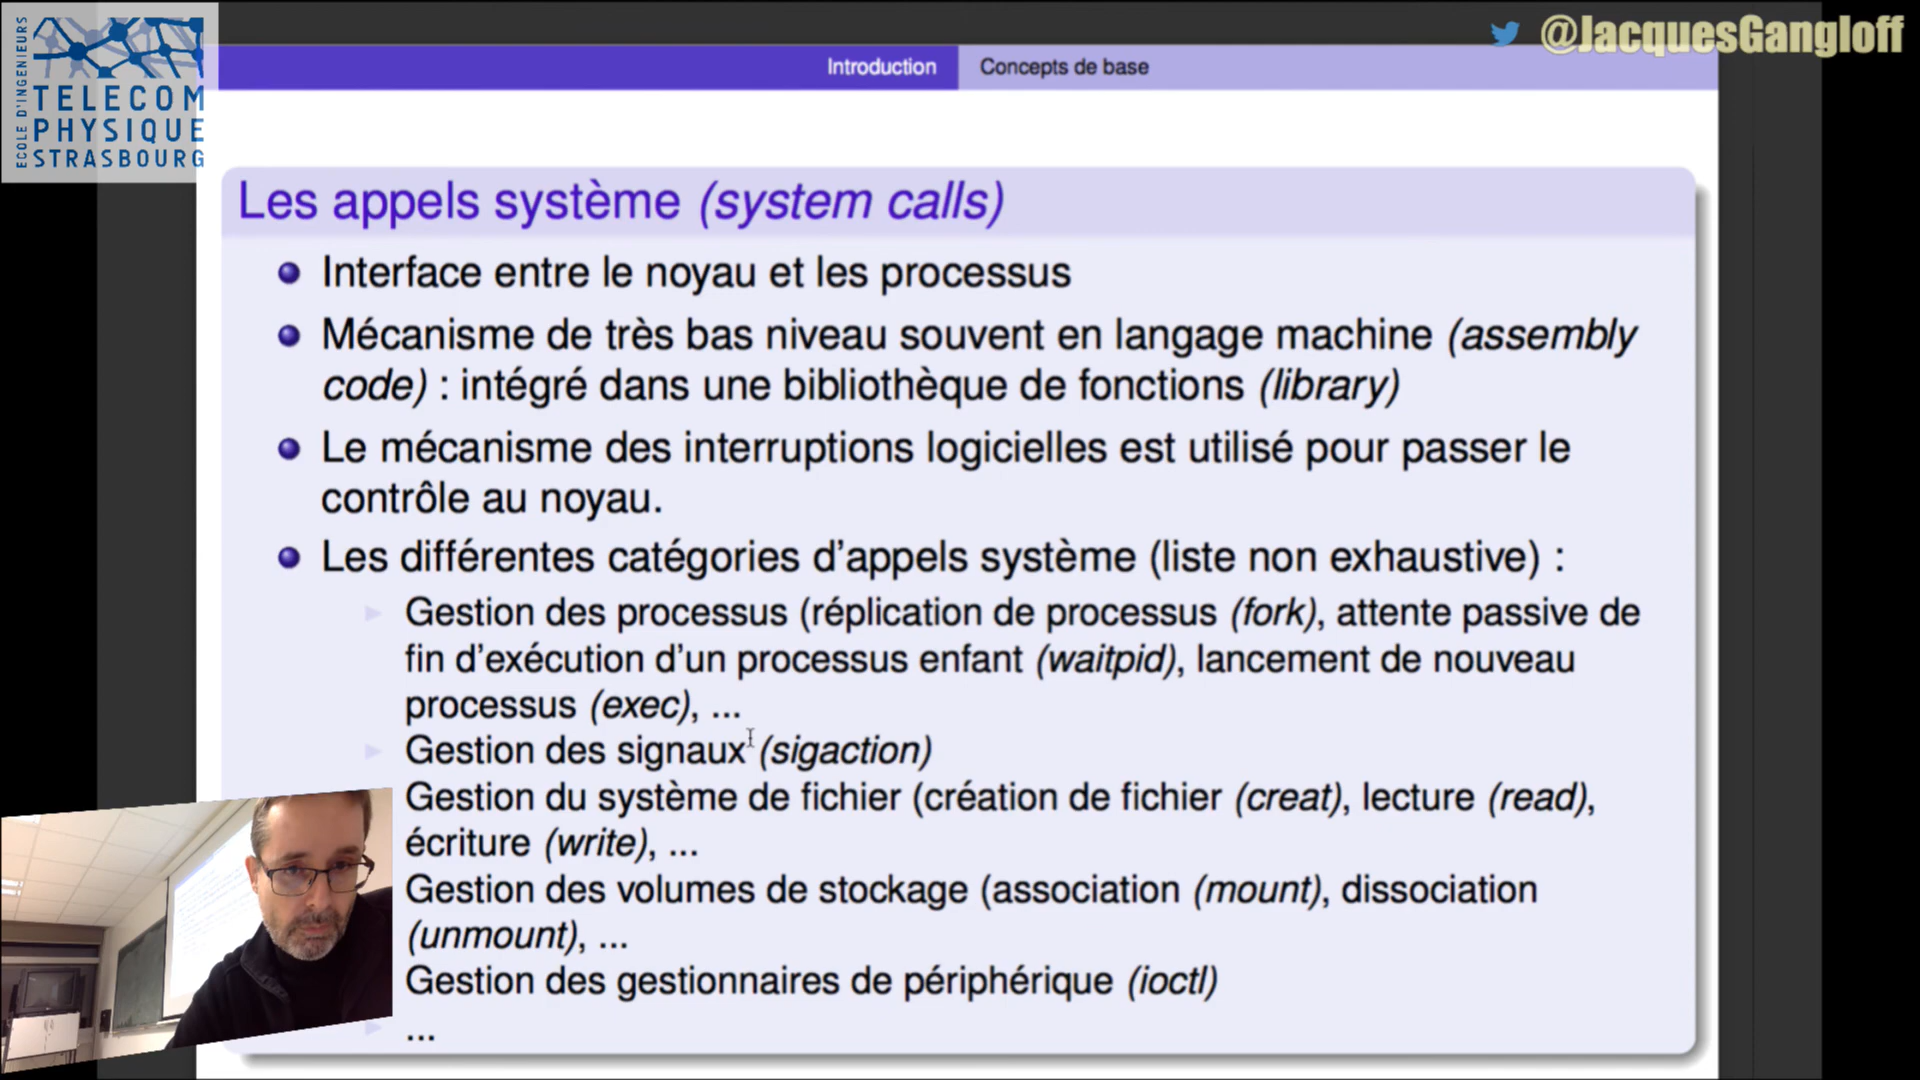 @JacquesGangloff
ECOLE D'INGENIEURS
TELECOM
PHYSIQUE
STRASBOURG
Introduction
Concepts de base
Les appels système (system calls)
Interface entre le noyau et les processus
Mécanisme de très bas niveau souvent en langage machine (assembly
code) : intégré dans une bibliothèque de fonctions (library)
Le mécanisme des interruptions logicielles est utilisé pour passer le
contrôle au noyau.
Les différentes catégories d'appels système (liste non exhaustive) :
Gestion des processus (réplication de processus (fork), attente passive de
fin d'exécution d'un processus enfant (waitpid), lancement de nouveau
processus (exec), ...
Gestion des signaux (sigaction)
Gestion du système de fichier (création de fichier (creat), lecture (read),
écriture (write), ...
Gestion des volumes de stockage (association (mount), dissociation
(unmount), ...
Gestion des gestionnaires de périphérique (ioctl)
...